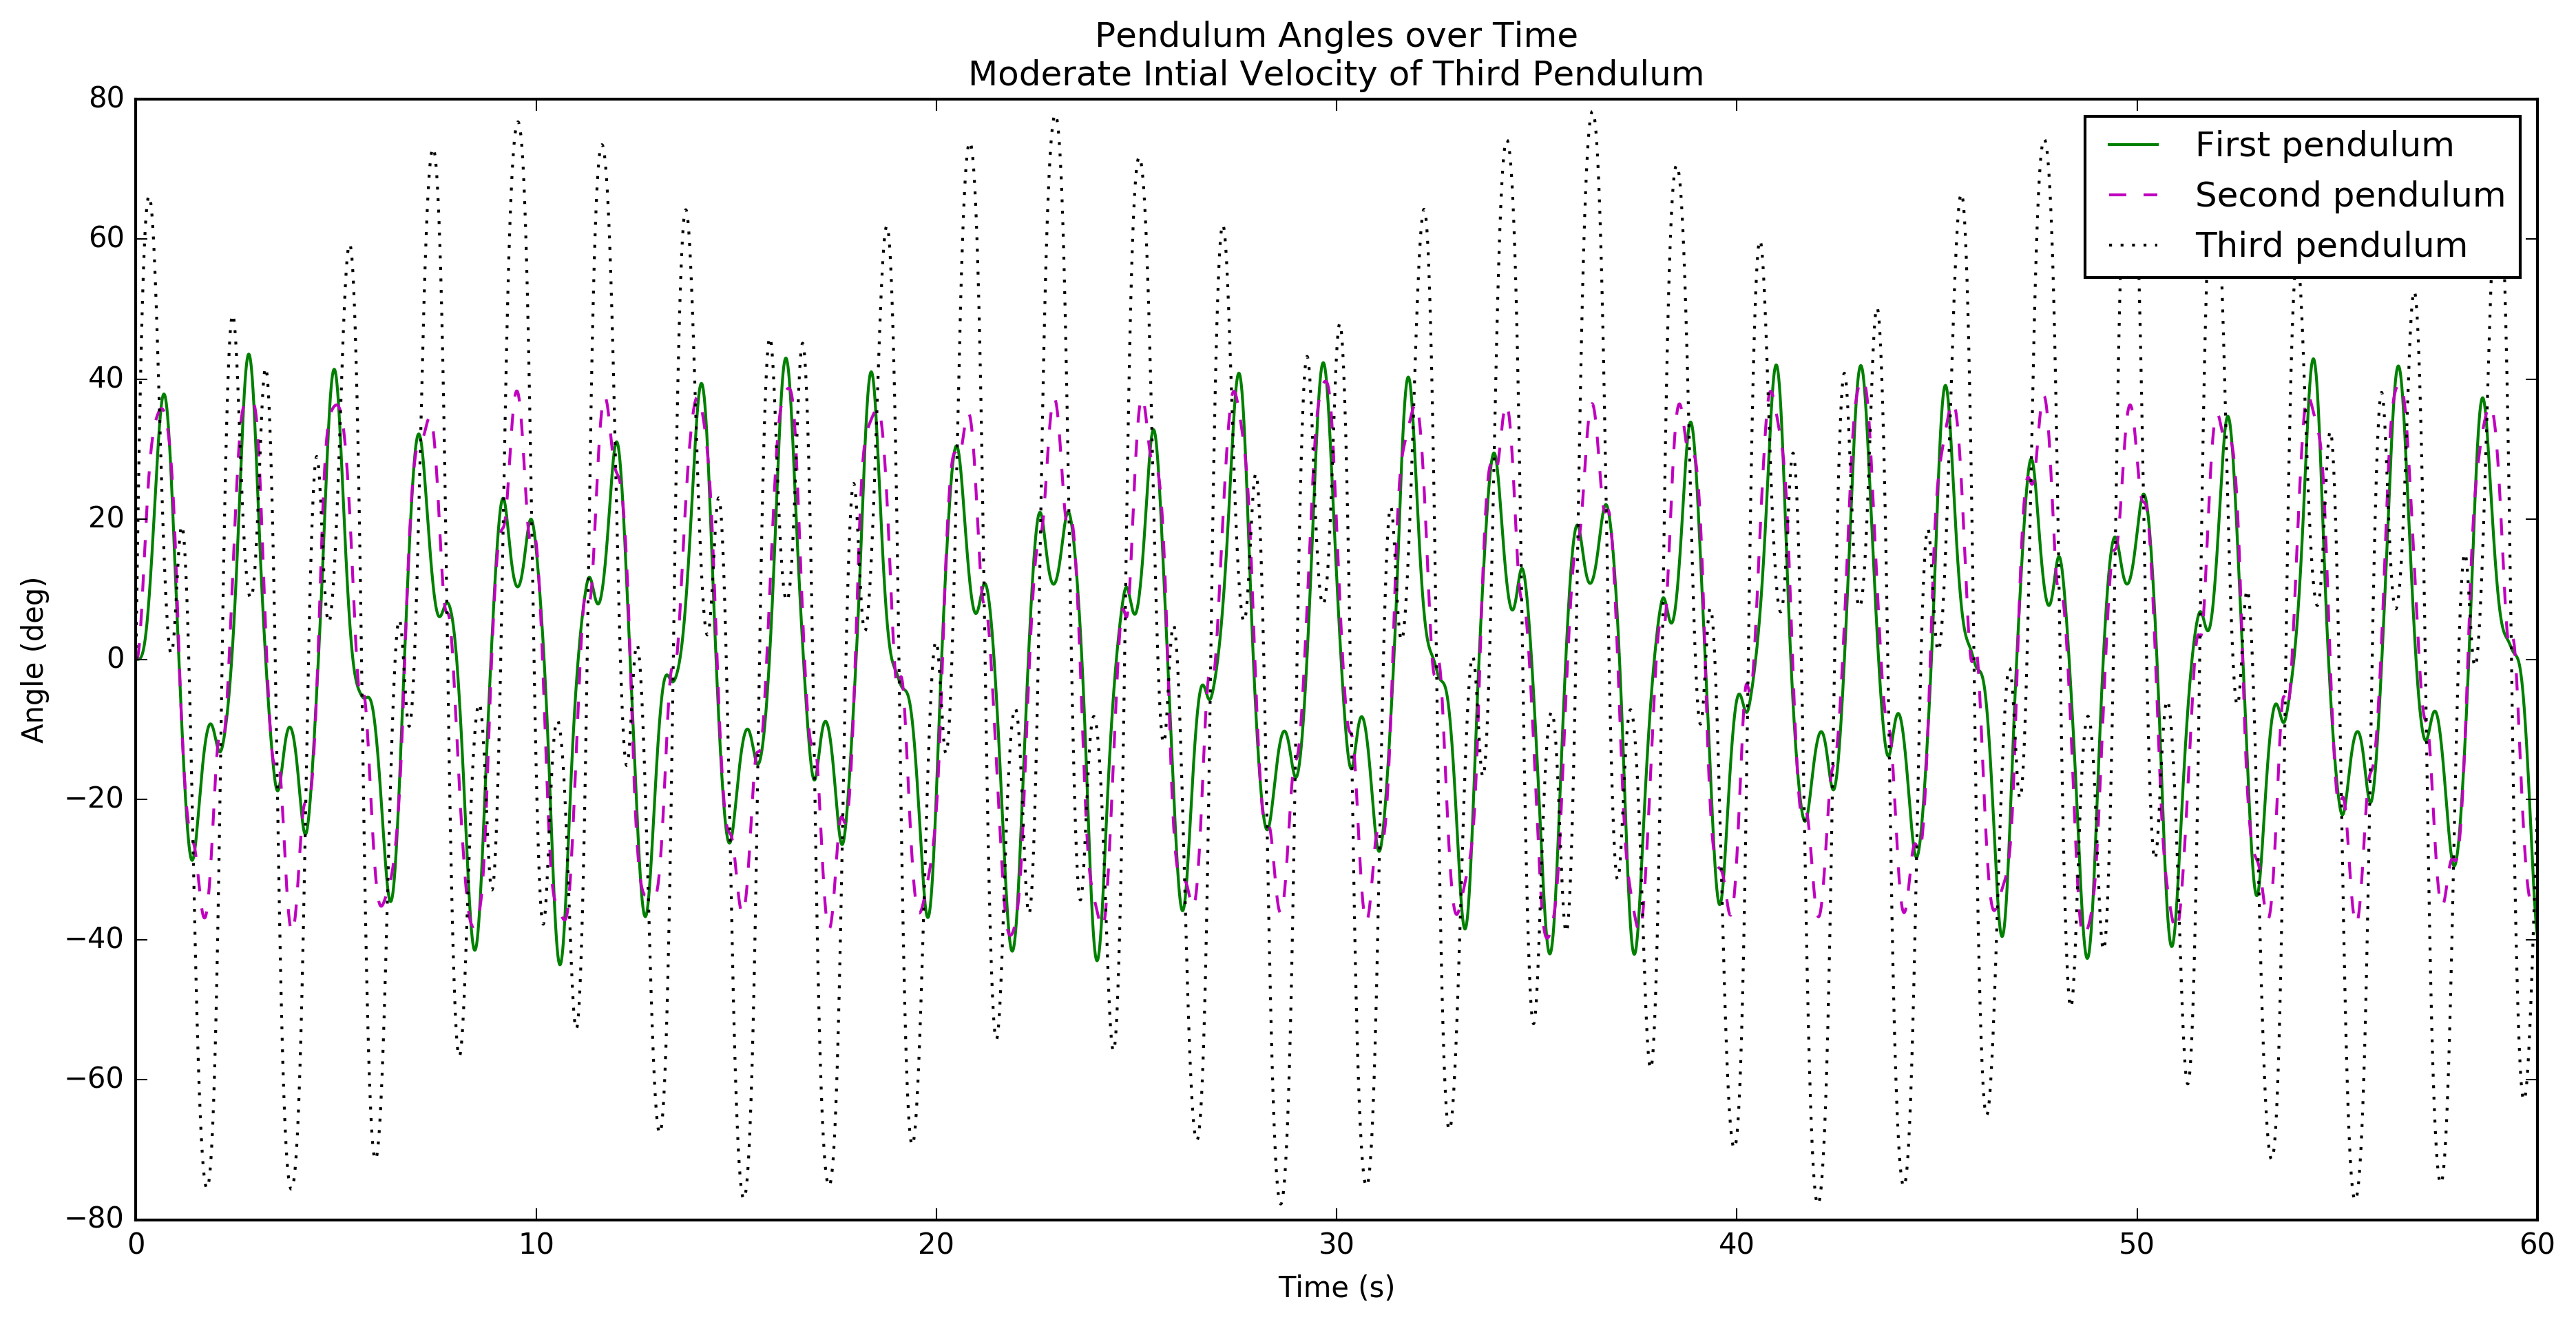 Pendulum Angles over Time
Moderate Intial Velocity of Third Pendulum
80
60
40
20
0
−20
−40
−60
−80
Angle (deg)
First pendulum
Second pendulum
Third pendulum
0 10 20 30 40 50 60
Time (s)